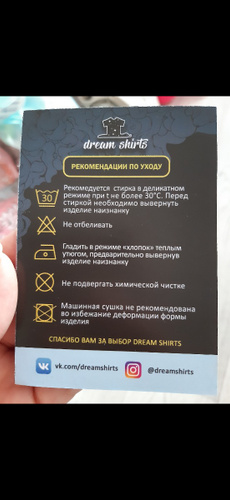 dream shirts
РЕКОМЕНДАЦИИ ПО УХОДУ
30
Рекомедуется стирка в деликатном
режиме при t не более 30°С. Перед
стиркой необходимо вывернуть
изделие наизнанку
Не отбеливать
Гладить в режиме «хлопок» теплым
утюгом, предварительно вывернув
изделие наизнанку
Не подвергать химической чистке
Машинная сушка не рекомендована
во избежание деформации формы
изделия
СПАСИБО ВАМ ЗА ВЫБОР DREAM SHIRTS
vk.com/dreamshirts
@dreamshirts